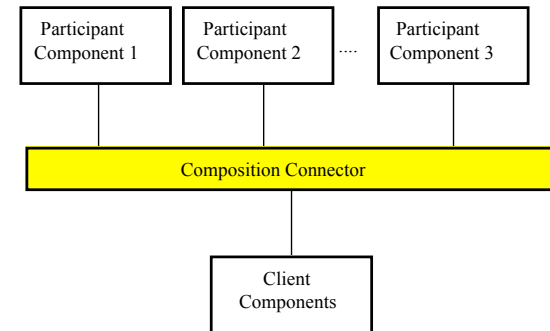 Participant
Component 1
Participant
Component 2
....
Participant
Component 3
Composition Connector
Client
Components